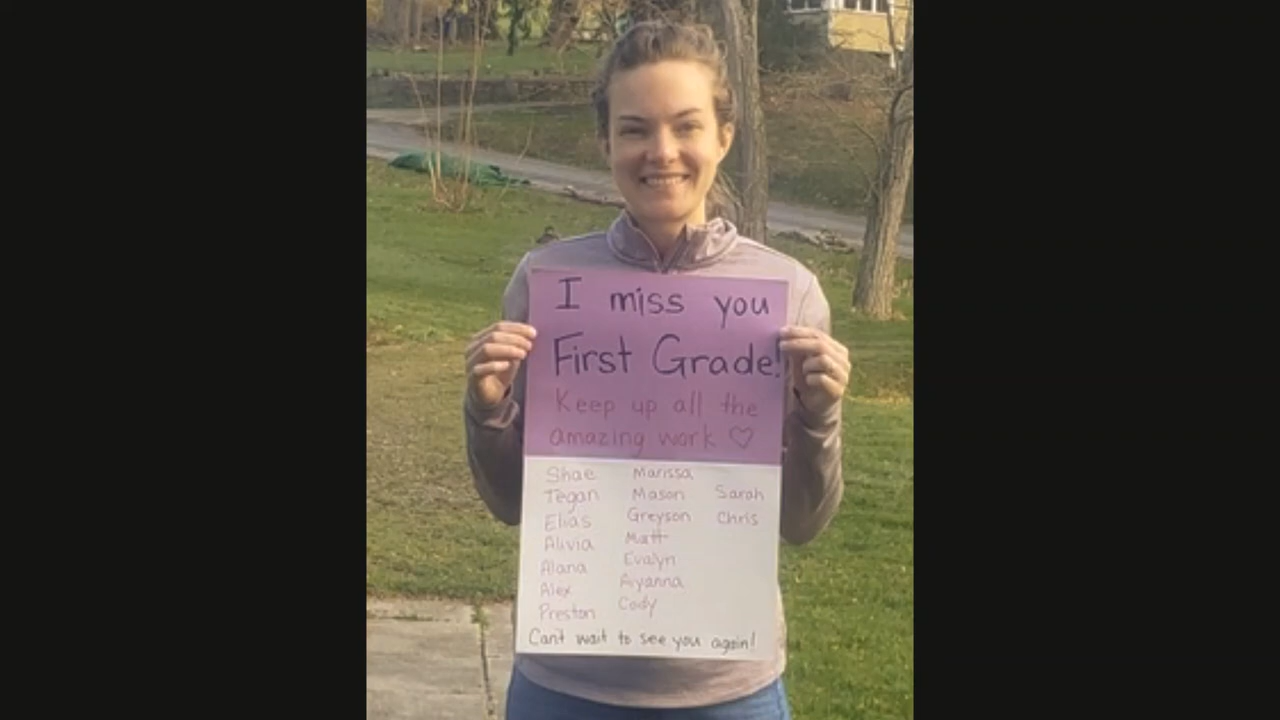 I miss you
First Grade!
Keep up all the
amazing work ♡
Shae
Tegan
Elias
Alivia
Alana
Alex
Preston
Marissa
Mason
Greyson
Matt
Evalyn
Aiyanna
Cody
Sarah
Chris
Can't wait to see you again!